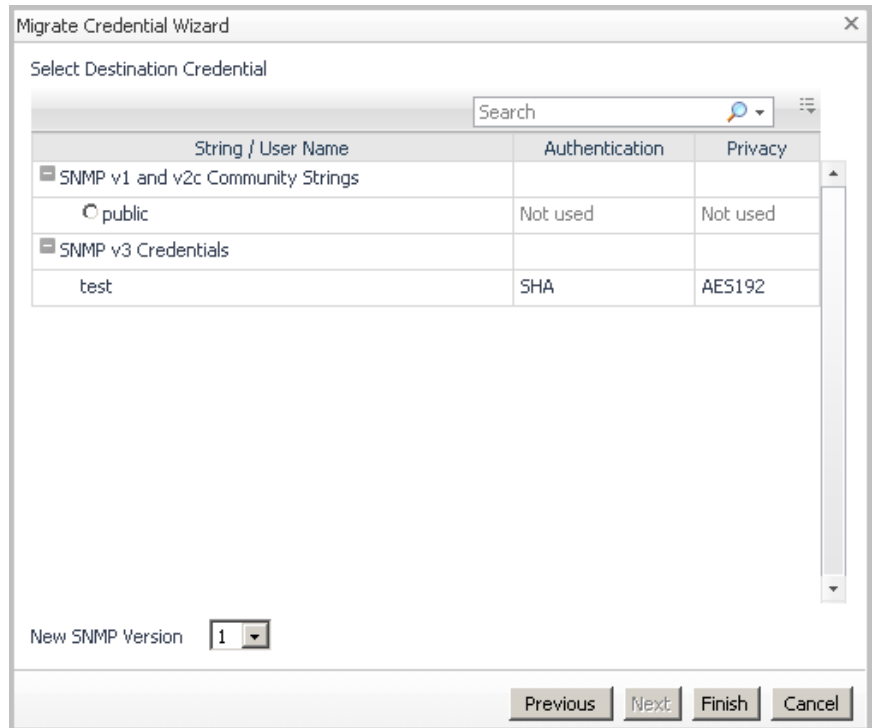 Migrate Credential Wizard
Select Destination Credential
Search
String / User Name Authentication Privacy
SNMP v1 and v2c Community Strings
public Not used Not used
SNMP v3 Credentials
test SHA AES192
New SNMP Version 1
Previous Next Finish Cancel